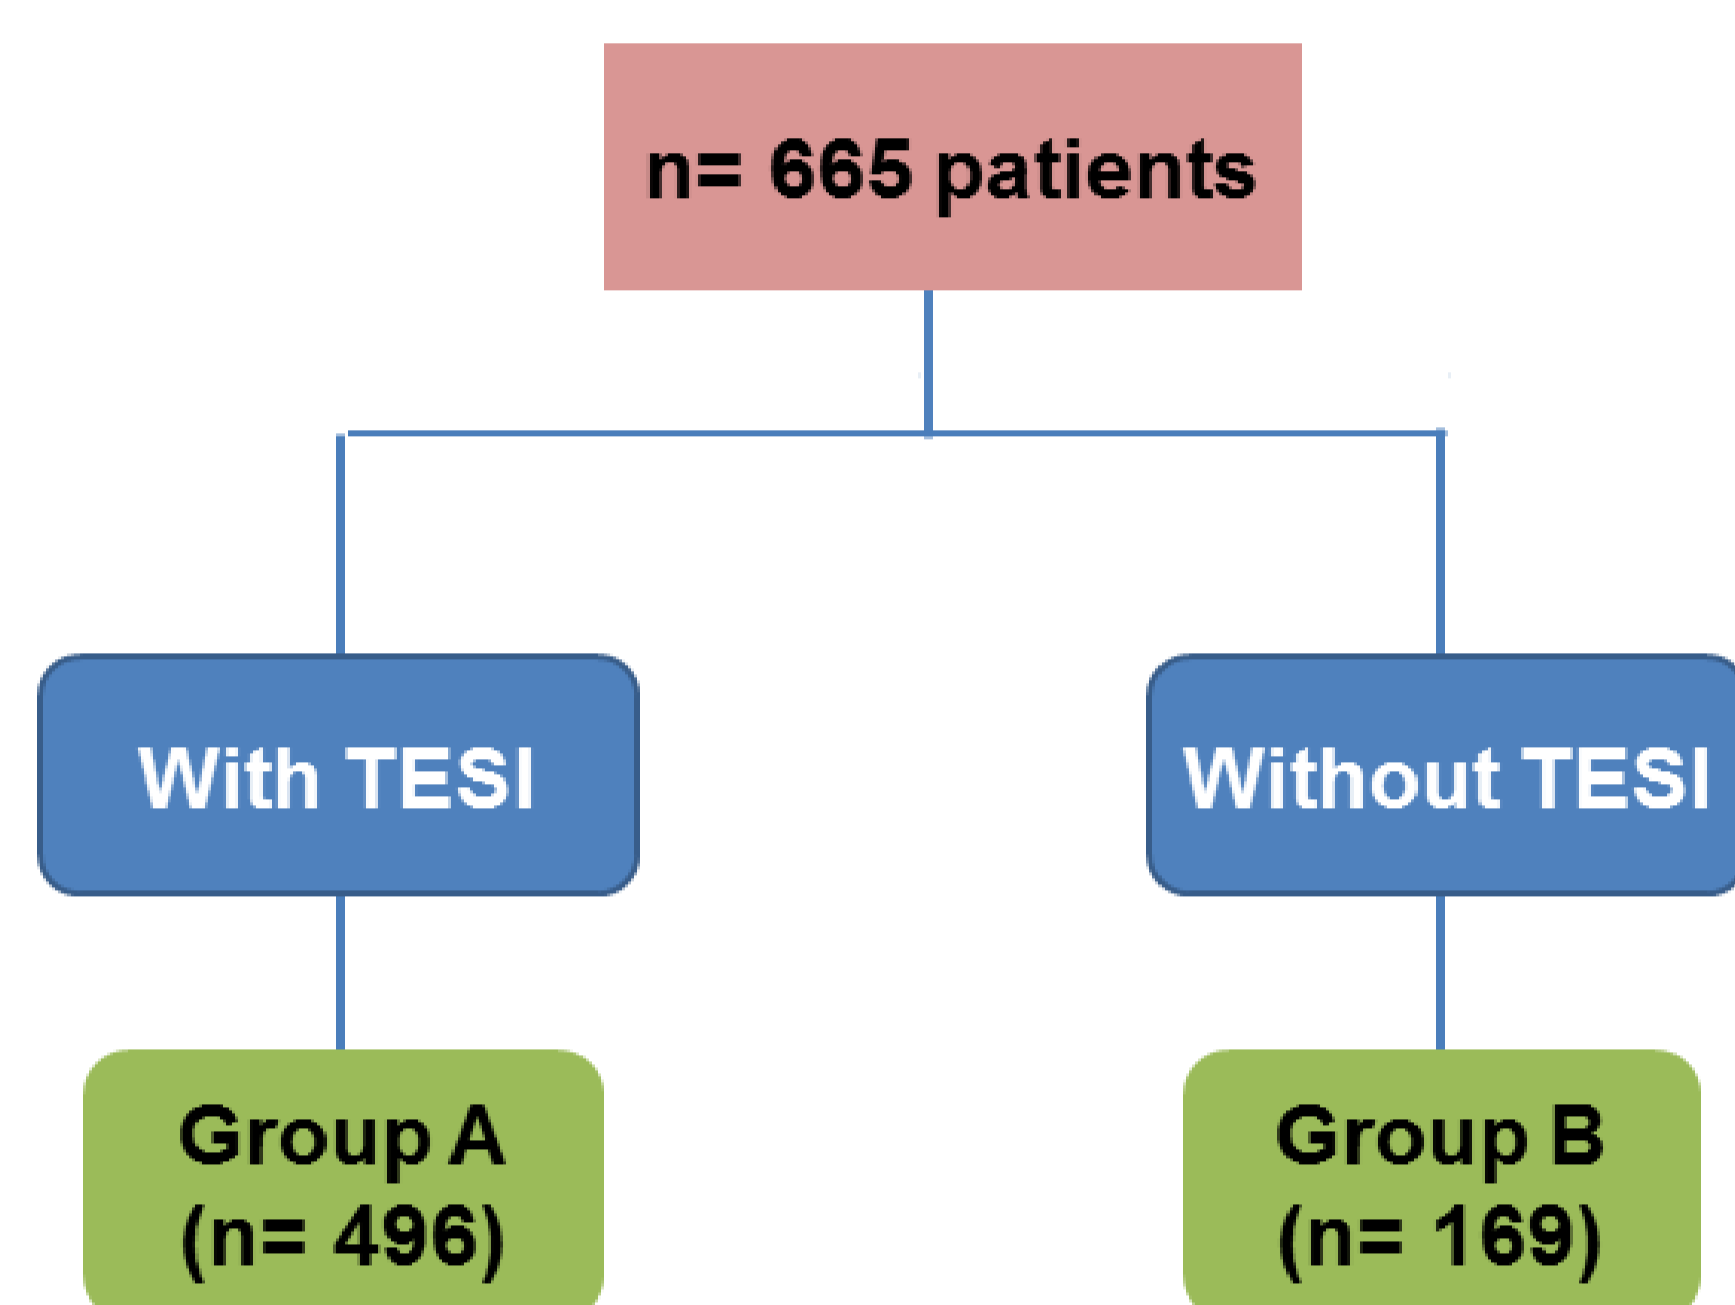 n= 665 patients
With TESI
Without TESI
Group A
(n= 496)
Group B
(n= 169)